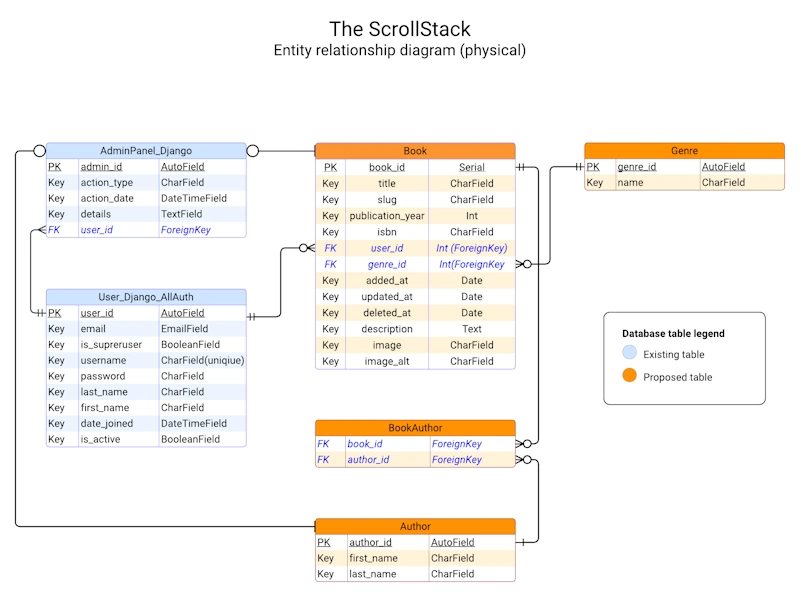 The ScrollStack
Entity relationship diagram (physical)
AdminPanel_Django
PK admin_id AutoField
Key action_type CharField
Key action_date DateTimeField
Key details TextField
FK user_id ForeignKey
User_Django_AllAuth
PK user_id AutoField
Key email EmailField
Key is_supreruser BooleanField
Key username CharField(uniqiue)
Key password CharField
Key last_name CharField
Key first_name CharField
Key date_joined DateTimeField
Key is_active BooleanField
Book
PK book_id Serial
Key title CharField
Key slug CharField
Key publication_year Int
Key isbn CharField
FK user_id Int (ForeignKey)
FK genre_id Int(ForeignKey
Key added_at Date
Key updated_at Date
Key deleted_at Date
Key description Text
Key image CharField
Key image_alt CharField
BookAuthor
FK book_id ForeignKey
FK author_id ForeignKey
Author
PK author_id AutoField
Key first_name CharField
Key last_name CharField
Genre
PK genre_id AutoField
Key name CharField
Database table legend
Existing table
Proposed table